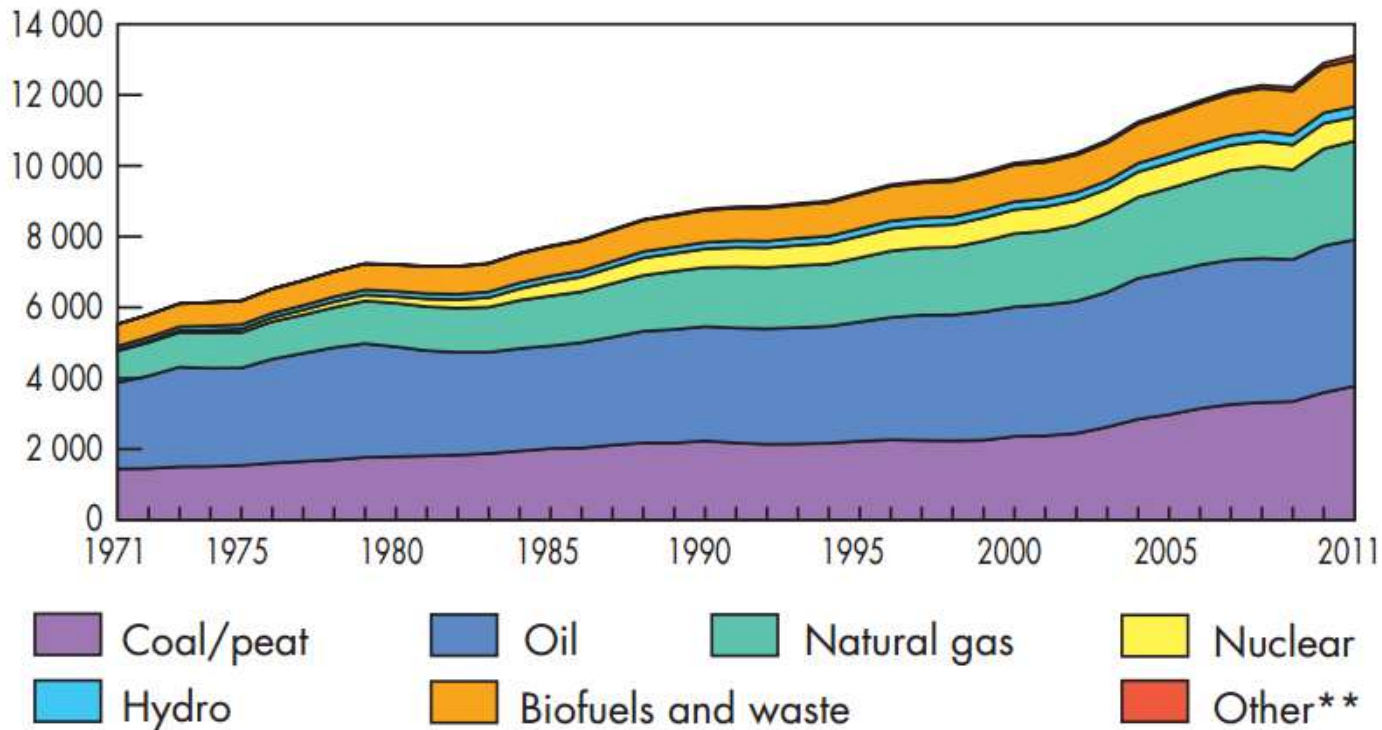 14 000
12 000
10 000
8 000
6 000
4 000
2 000
0
1971 1975 1980 1985 1990 1995 2000 2005 2011
Coal/peat Oil Natural gas Nuclear
Hydro Biofuels and waste Other**